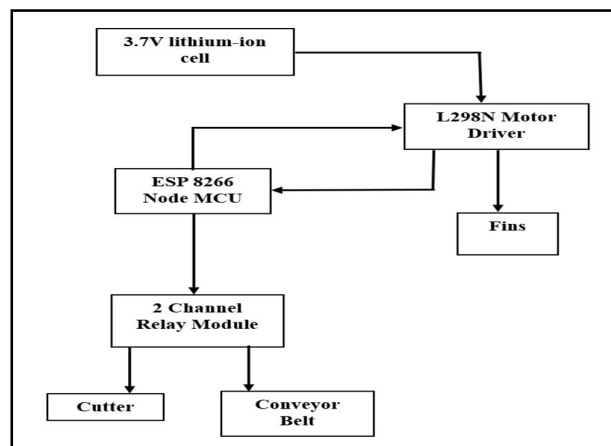 3.7V lithium-ion
cell
L298N Motor
Driver
ESP 8266
Node MCU
Fins
2 Channel
Relay Module
Cutter
Conveyor
Belt